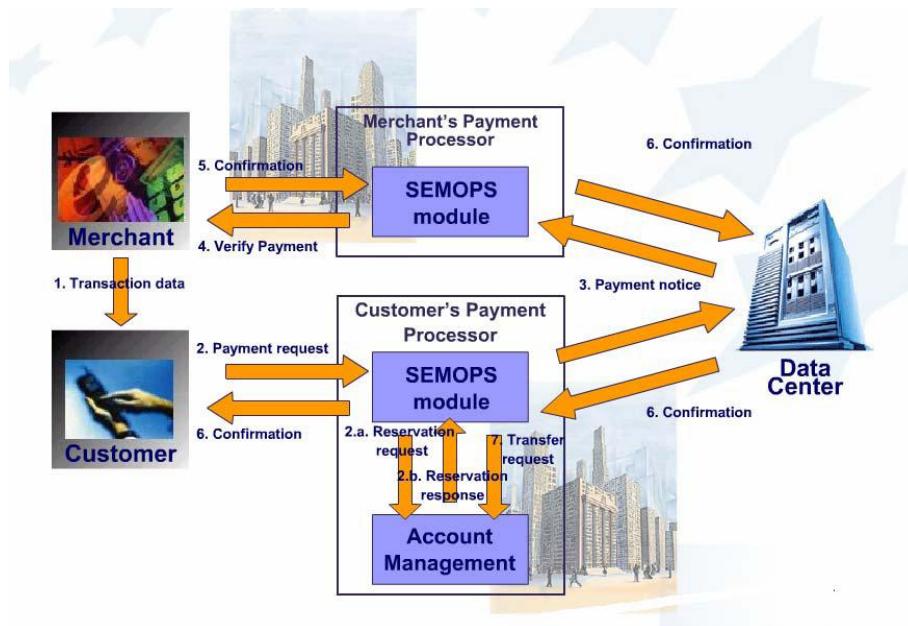 Merchant's Payment
Processor
6. Confirmation
5. Confirmation
SEMOPS
module
Merchant
4. Verify Payment
1. Transaction data
3. Payment notice
Customer's Payment
Processor
2. Payment request
SEMOPS
module
Data
Center
6. Confirmation
6. Confirmation
2.a. Reservation
request
7. Transfer
request
Customer
2.b. Reservation
response
Account
Management